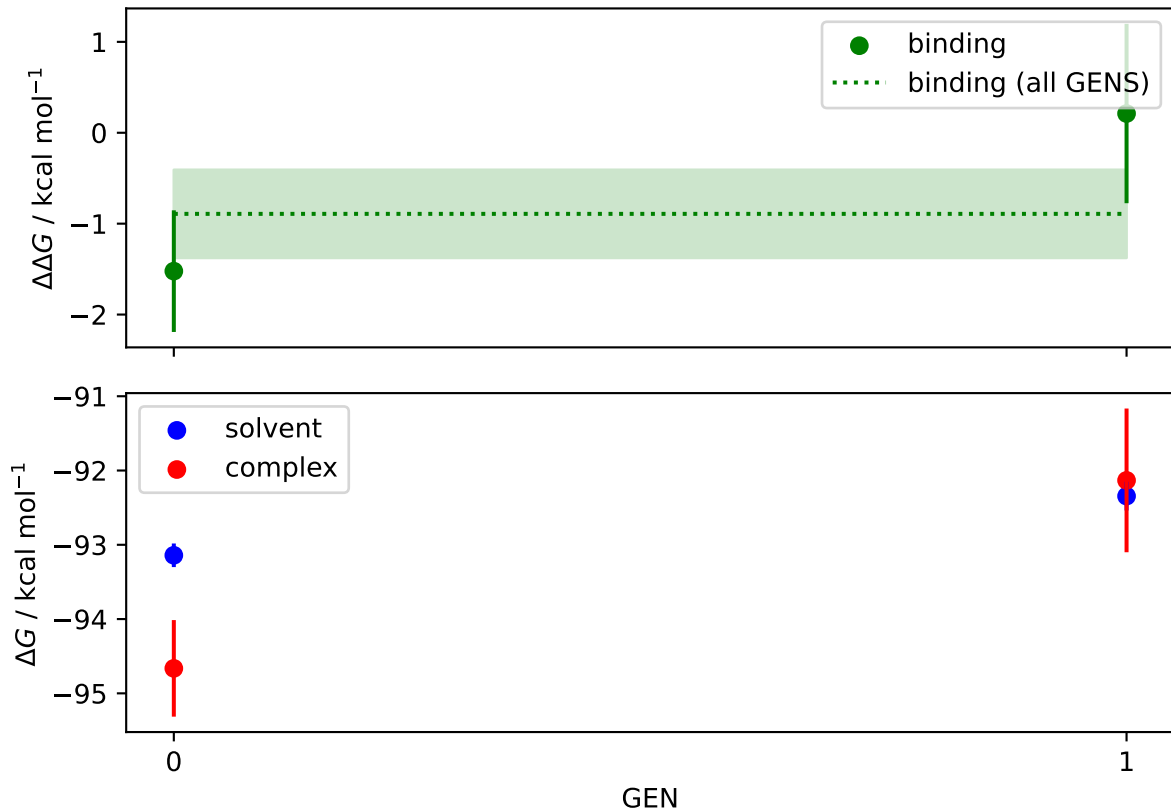 1
0
−1
−2
ΔΔG / kcal mol⁻¹
binding
binding (all GENS)
−91
−92
−93
−94
−95
ΔG / kcal mol⁻¹
solvent
complex
0
1
GEN